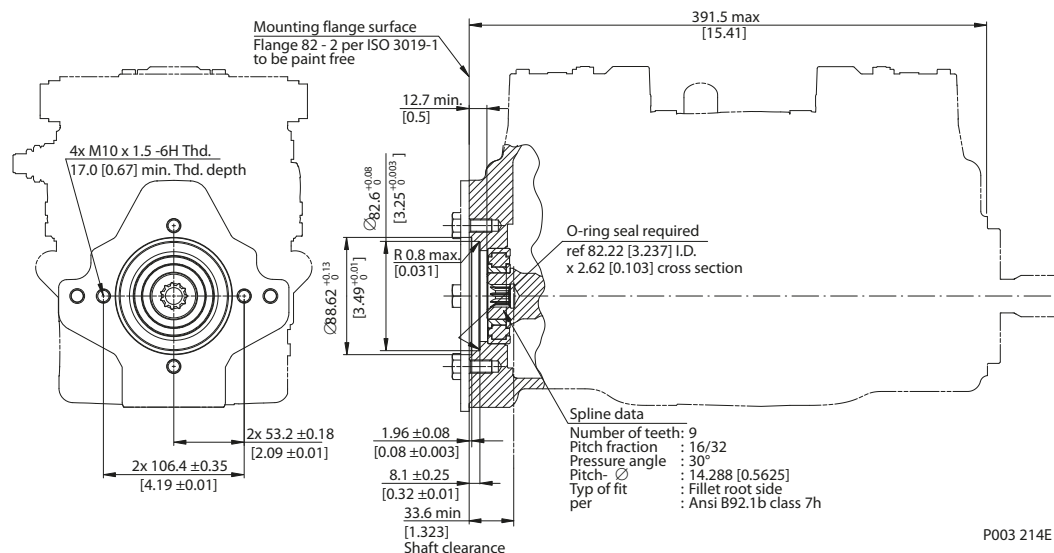 Mounting flange surface
Flange 82 - 2 per ISO 3019-1
to be paint free
391.5 max
[15.41]
12.7 min.
[0.5]
4x M10 x 1.5 -6H Thd.
17.0 [0.67] min. Thd. depth
Ø82.6 +0.08 0
[3.25 +0.003 0 ]
R 0.8 max.
[0.031]
Ø88.62 +0.13 0
[3.49 +0.01 0 ]
O-ring seal required
ref 82.22 [3.237] I.D.
x 2.62 [0.103] cross section
2x 53.2 ±0.18
[2.09 ±0.01]
2x 106.4 ±0.35
[4.19 ±0.01]
1.96 ±0.08
[0.08 ±0.003]
8.1 ±0.25
[0.32 ±0.01]
33.6 min
[1.323]
Shaft clearance
Spline data
Number of teeth: 9
Pitch fraction : 16/32
Pressure angle : 30°
Pitch- Ø : 14.288 [0.5625]
Typ of fit : Fillet root side
per : Ansi B92.1b class 7h
P003 214E